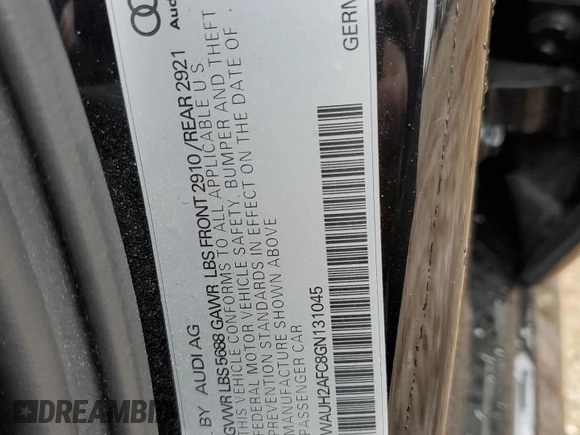 Audi
GERN
. BY AUDI AG
GVWR LBS 5688 GAWR LBS FRONT 2910 /REAR 2921
THIS VEHICLE CONFORMS TO ALL APPLICABLE U S
FEDERAL MOTOR VEHICLE SAFETY, BUMPER AND THEFT
PREVENTION STANDARDS IN EFFECT ON THE DATE OF
MANUFACTURE SHOWN ABOVE
PASSENGER CAR
WAUH2AFC8GN131045
DREAMBID